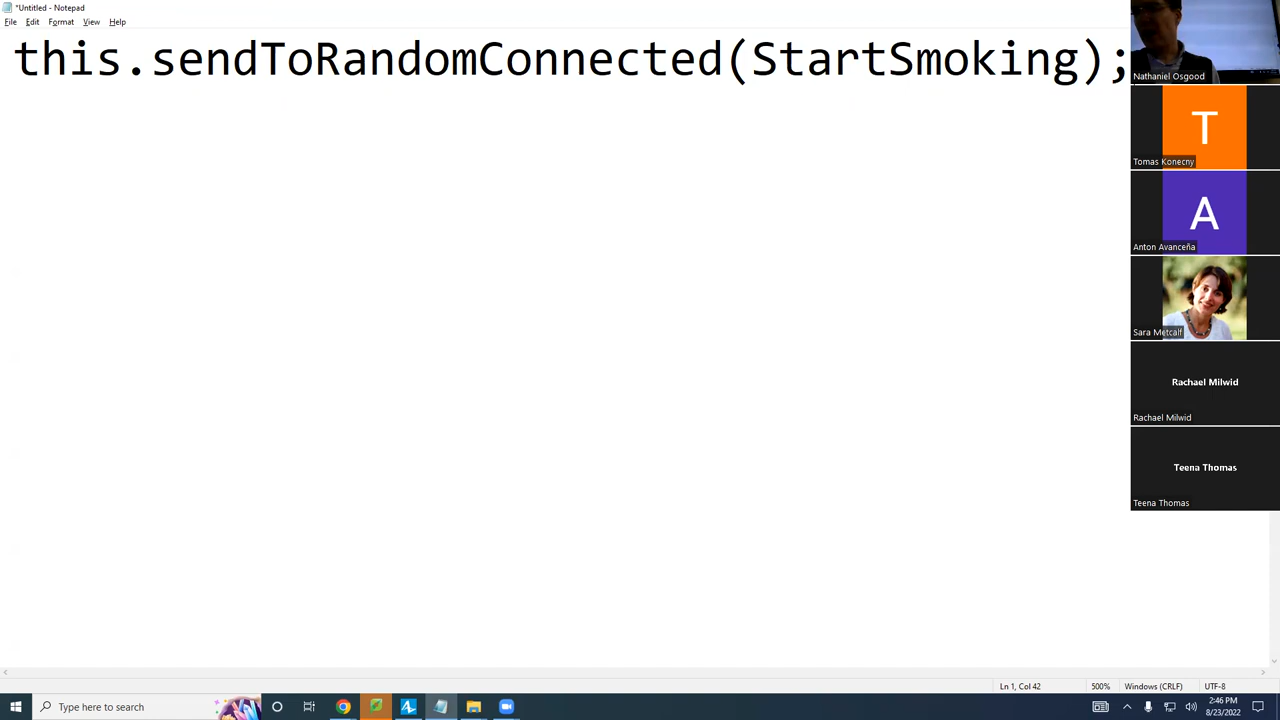 *Untitled - Notepad
File Edit Format View Help
this.sendToRandomConnected(StartSmoking);
Nathaniel Osgood
T
Tomas Konecny
A
Anton Avanceña
Sara Metcalf
Rachael Milwid
Rachael Milwid
Teena Thomas
Teena Thomas
Ln 1, Col 42 500% Windows (CRLF) UTF-8
Type here to search
2:46 PM
8/23/2022